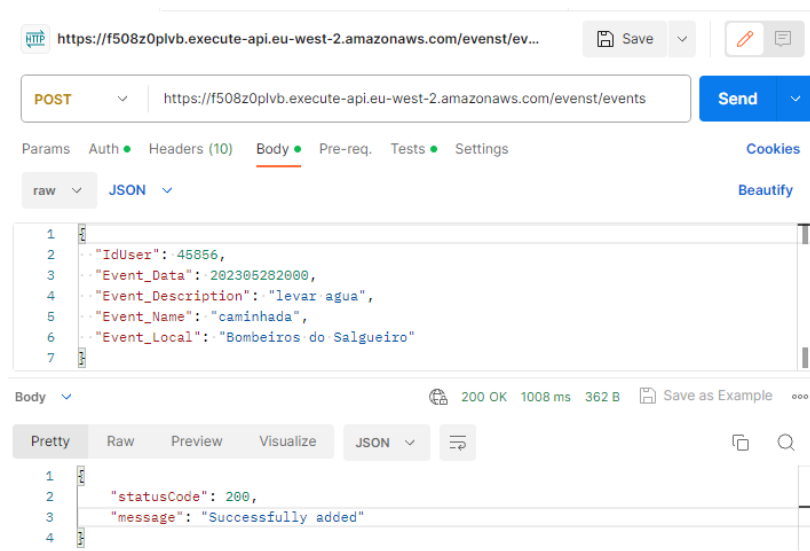 HTTP https://f508z0plvb.execute-api.eu-west-2.amazonaws.com/evenst/ev... Save
POST https://f508z0plvb.execute-api.eu-west-2.amazonaws.com/evenst/events Send
Params Auth Headers (10) Body Pre-req. Tests Settings Cookies
raw JSON Beautify
1 {
2 "IdUser": 45856,
3 "Event_Data": 202305282000,
4 "Event_Description": "levar agua",
5 "Event_Name": "caminhada",
6 "Event_Local": "Bombeiros do Salgueiro"
7 }
Body 200 OK 1008 ms 362 B Save as Example
Pretty Raw Preview Visualize JSON
1 {
2 "statusCode": 200,
3 "message": "Successfully added"
4 }